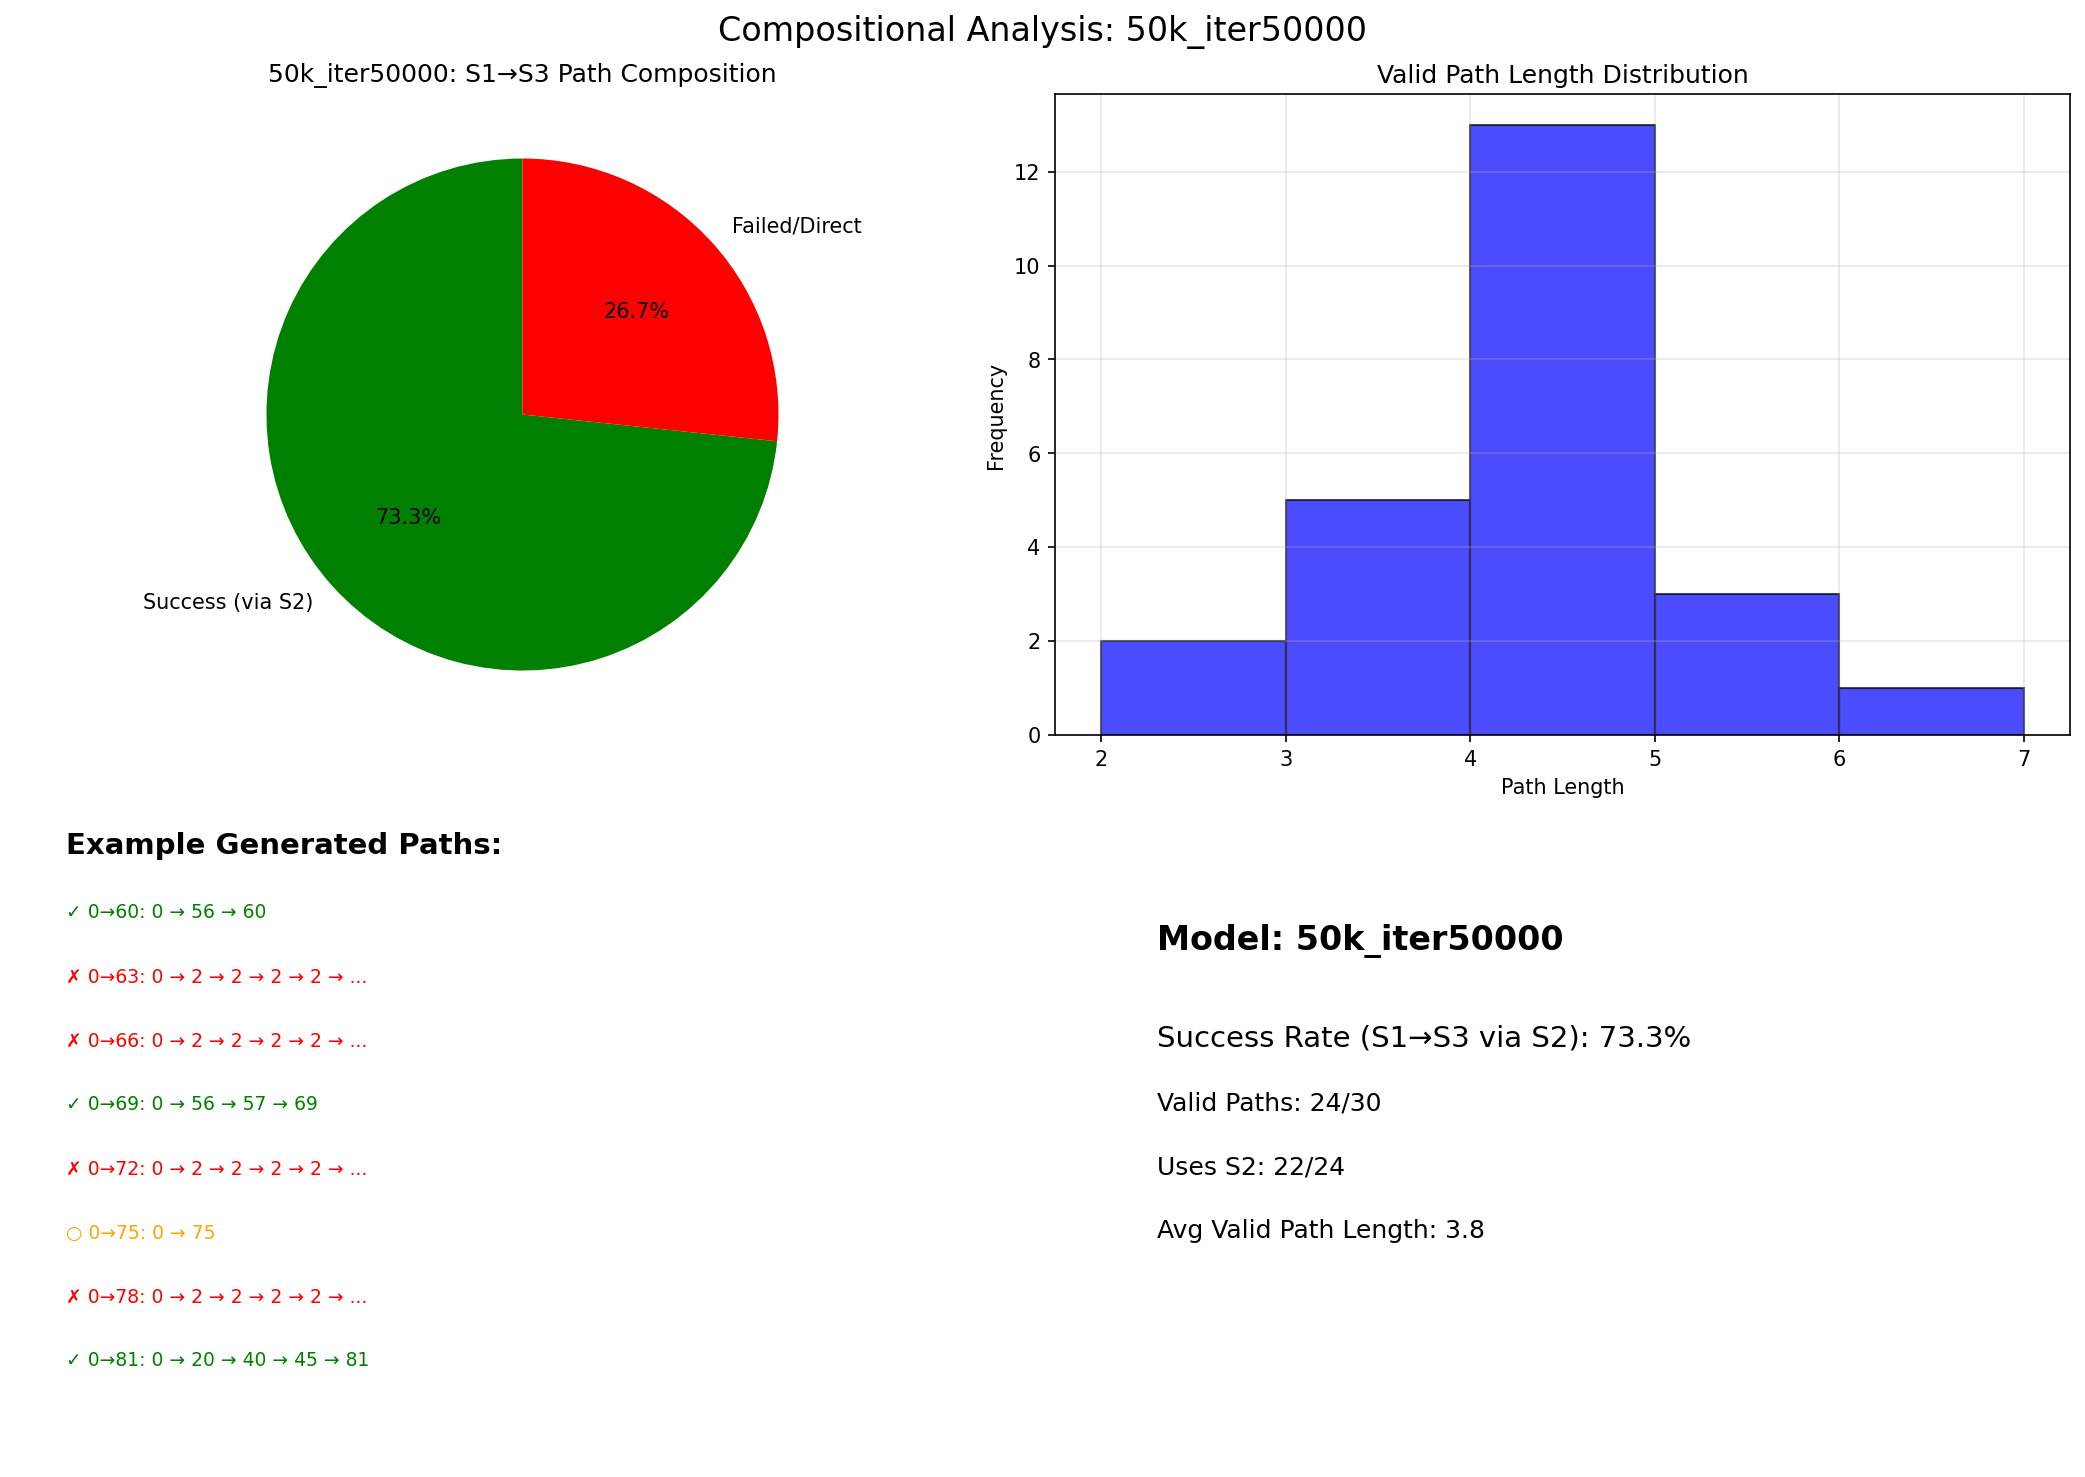 Compositional Analysis: 50k_iter50000
50k_iter50000: S1→S3 Path Composition
Failed/Direct
26.7%
73.3%
Success (via S2)
Valid Path Length Distribution
Frequency
12
10
8
6
4
2
0
2 3 4 5 6 7
Path Length
Example Generated Paths:
✓ 0→60: 0 → 56 → 60
✗ 0→63: 0 → 2 → 2 → 2 → 2 → ...
✗ 0→66: 0 → 2 → 2 → 2 → 2 → ...
✓ 0→69: 0 → 56 → 57 → 69
✗ 0→72: 0 → 2 → 2 → 2 → 2 → ...
○ 0→75: 0 → 75
✗ 0→78: 0 → 2 → 2 → 2 → 2 → ...
✓ 0→81: 0 → 20 → 40 → 45 → 81
Model: 50k_iter50000
Success Rate (S1→S3 via S2): 73.3%
Valid Paths: 24/30
Uses S2: 22/24
Avg Valid Path Length: 3.8